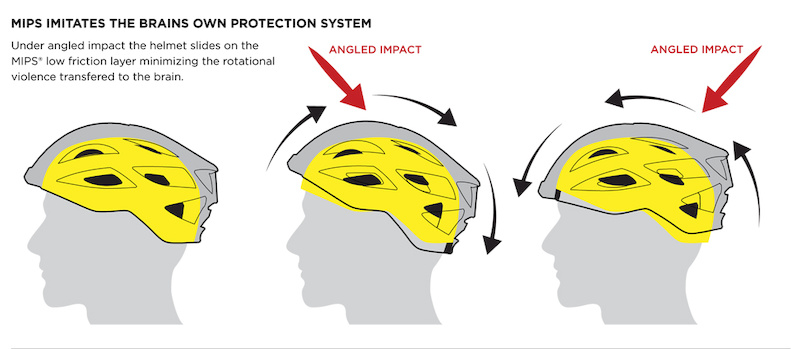 MIPS IMITATES THE BRAINS OWN PROTECTION SYSTEM
Under angled impact the helmet slides on the
MIPS® low friction layer minimizing the rotational
violence transfered to the brain.
ANGLED IMPACT
ANGLED IMPACT